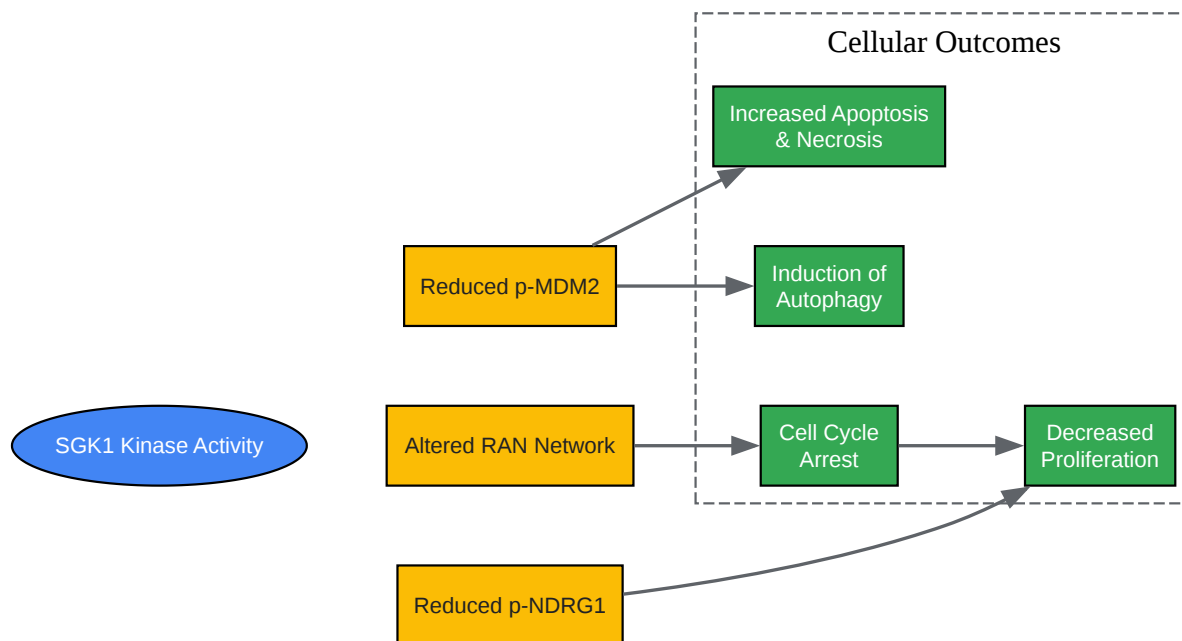 Cellular Outcomes
Increased Apoptosis
& Necrosis
Reduced p-MDM2
Induction of
Autophagy
SGK1 Kinase Activity
Altered RAN Network
Cell Cycle
Arrest
Decreased
Proliferation
Reduced p-NDRG1